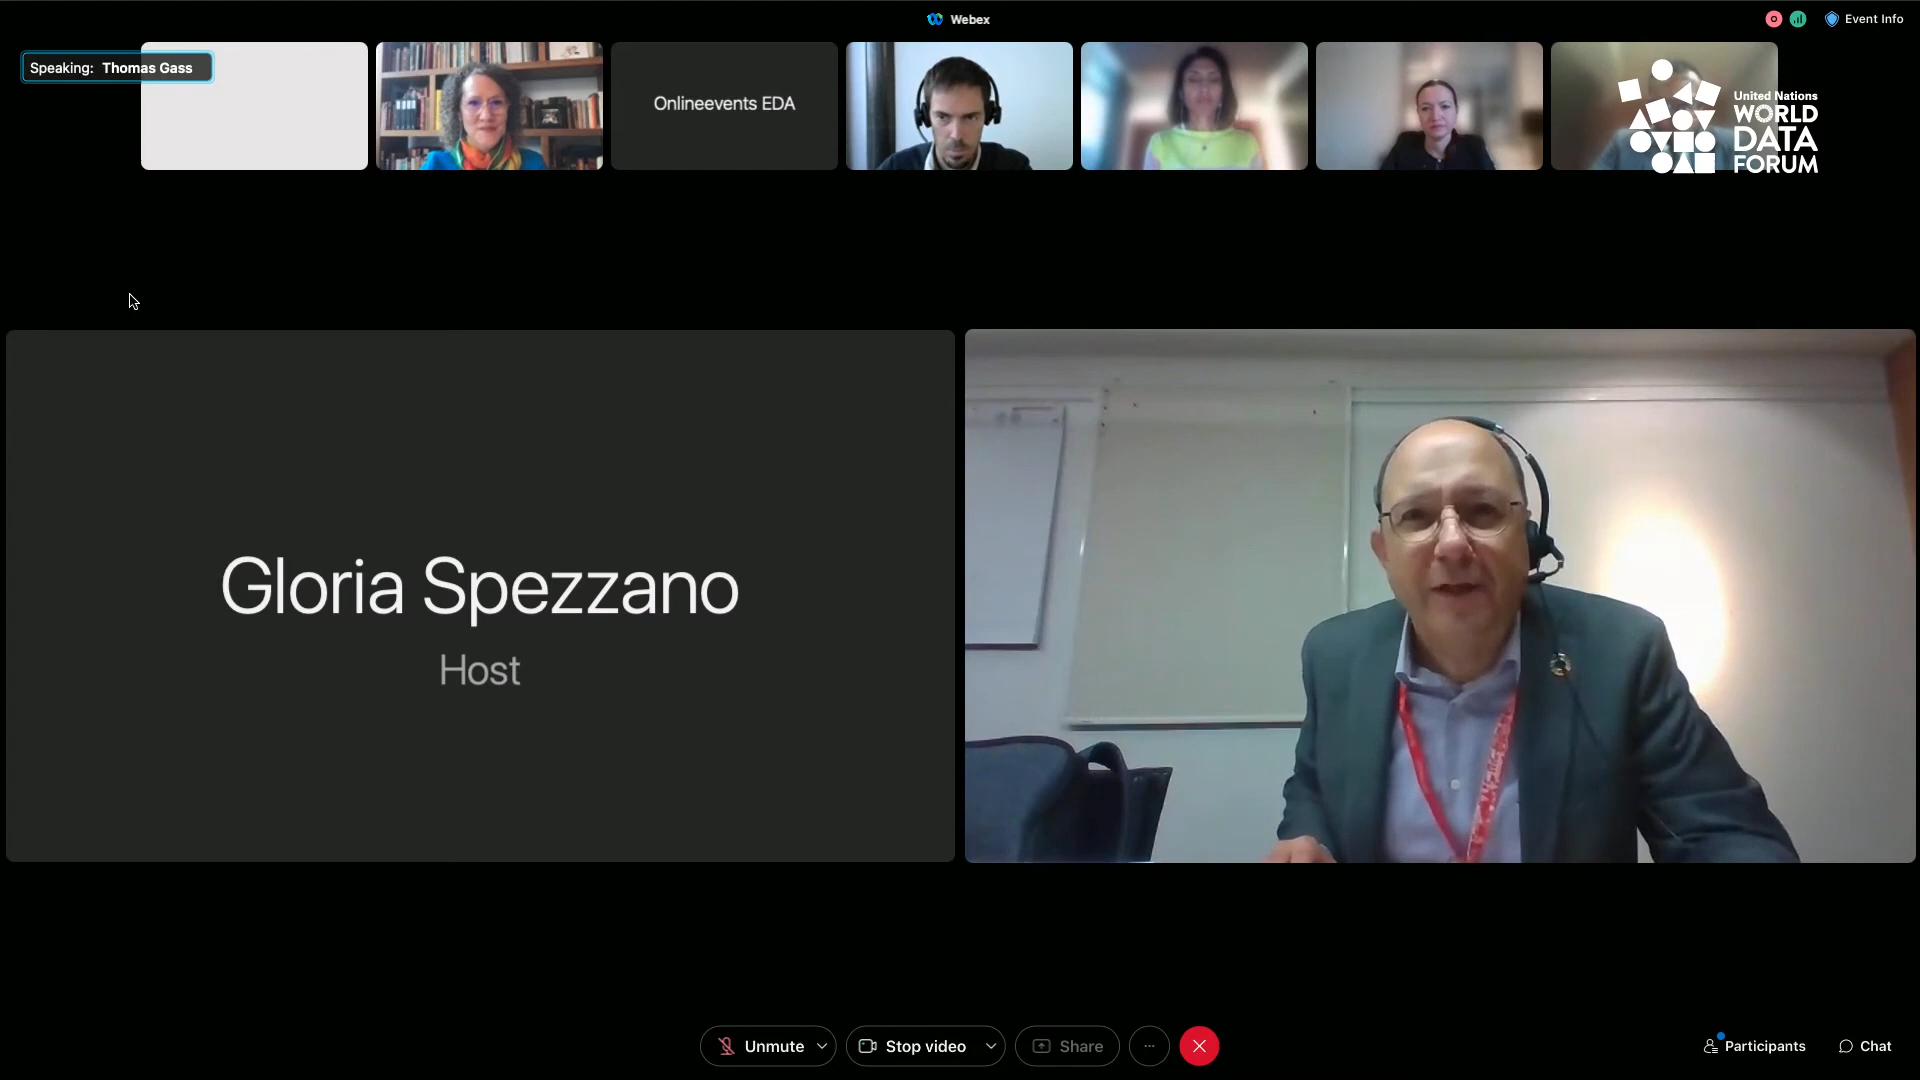 Webex
Event Info
Speaking: Thomas Gass
Onlineevents EDA
United Nations
WORLD
DATA
FORUM
Gloria Spezzano
Host
Unmute
Stop video
Share
Participants
Chat